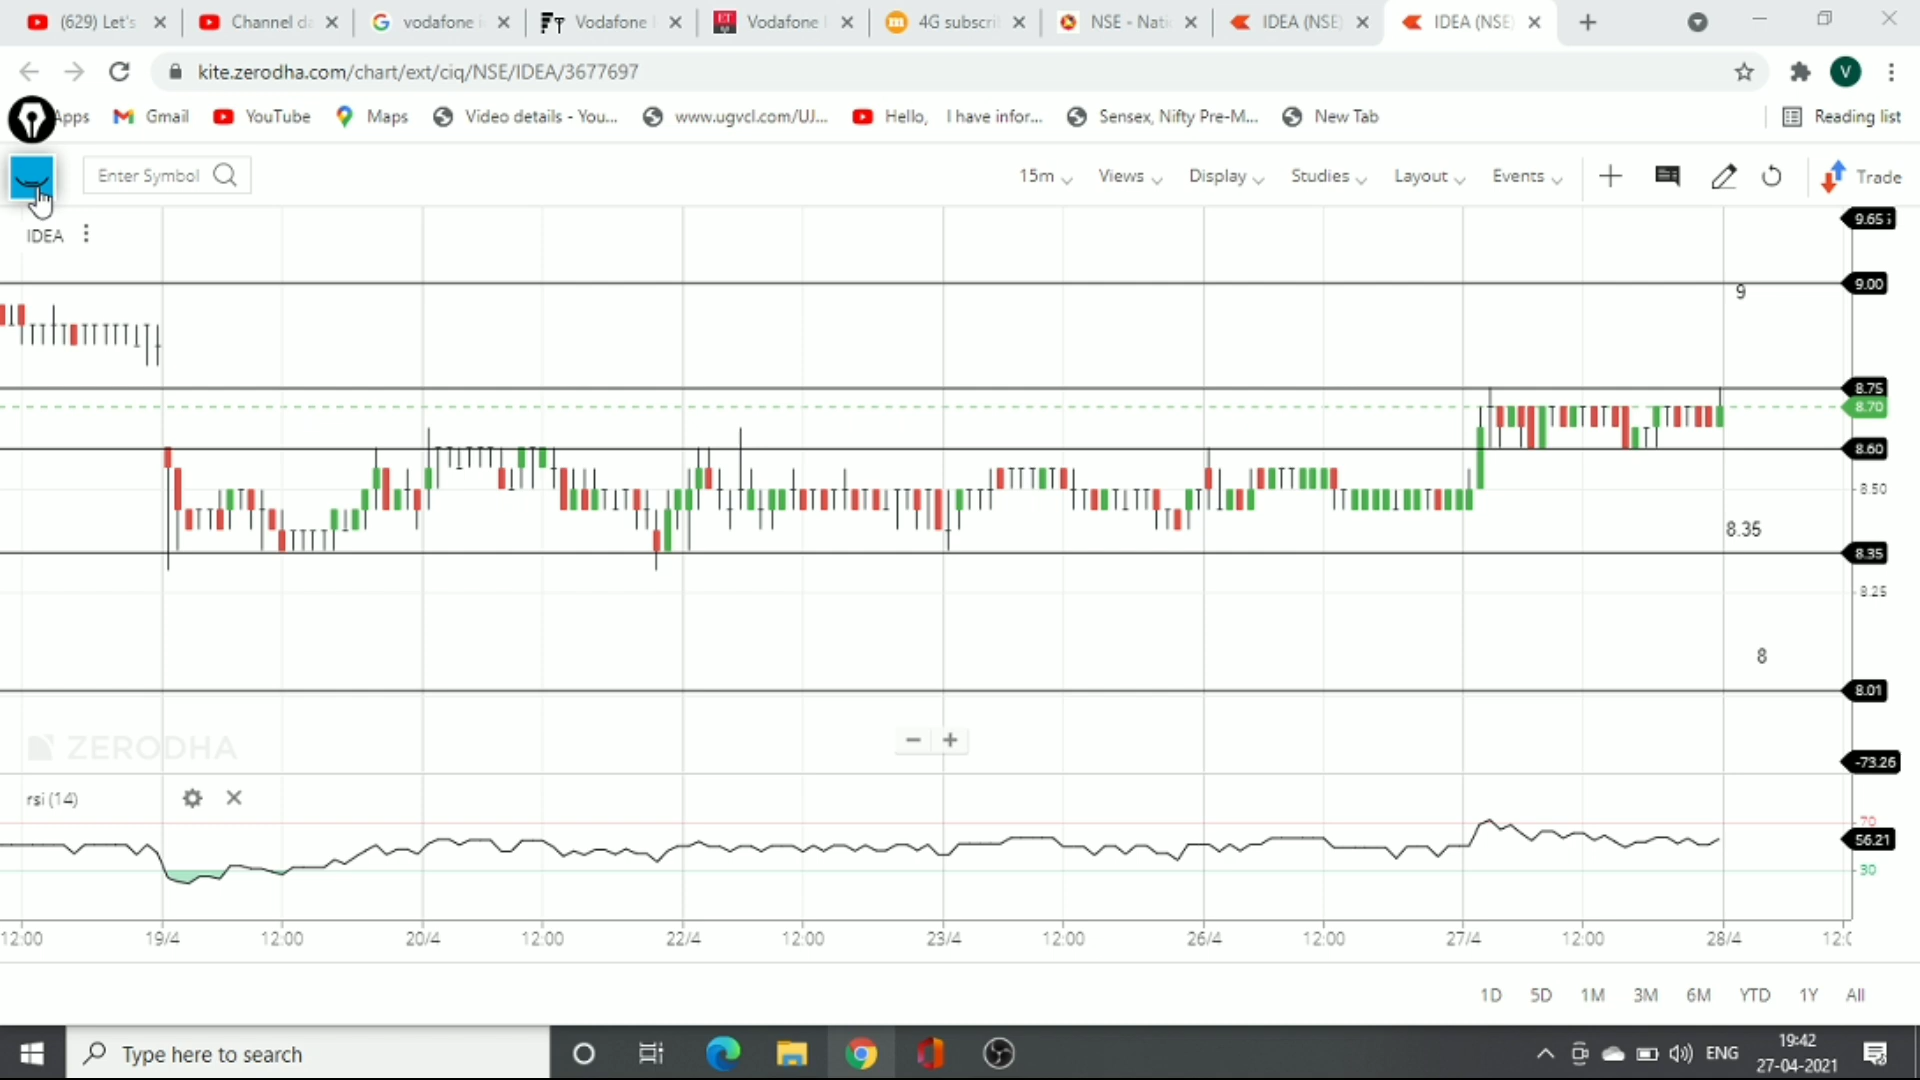 (629) Let's
Channel da
vodafone i
Vodafone
Vodafone
4G subscri
NSE - Nati
IDEA (NSE)
IDEA (NSE)
kite.zerodha.com/chart/ext/ciq/NSE/IDEA/3677697
V
Apps
Gmail
YouTube
Maps
Video details - You...
www.ugvcl.com/UJ...
Hello, I have infor...
Sensex, Nifty Pre-M...
New Tab
Reading list
Enter Symbol
15m
Views
Display
Studies
Layout
Events
Trade
IDEA
9.65
9.00
9
8.75
8.70
8.60
8.50
8.35
8.35
8.25
8
8.01
ZERODHA
-73.26
rsi (14)
70
56.21
30
12:00 19/4 12:00 20/4 12:00 22/4 12:00 23/4 12:00 26/4 12:00 27/4 12:00 28/4 12:0
1D 5D 1M 3M 6M YTD 1Y All
Type here to search
ENG
19:42
27-04-2021